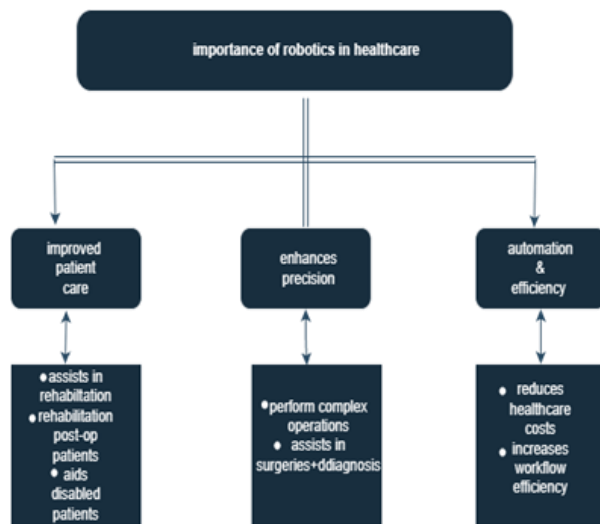 importance of robotics in healthcare
improved
patient
care
enhances
precision
automation
&
efficiency
●assists in
rehabiltation
●rehabilitation
post-op
patients
● aids
disabled
patients
●perform complex
operations
● assists in
surgeries+ddiagnosis
● reduces
healthcare
costs
● increases
workflow
efficiency